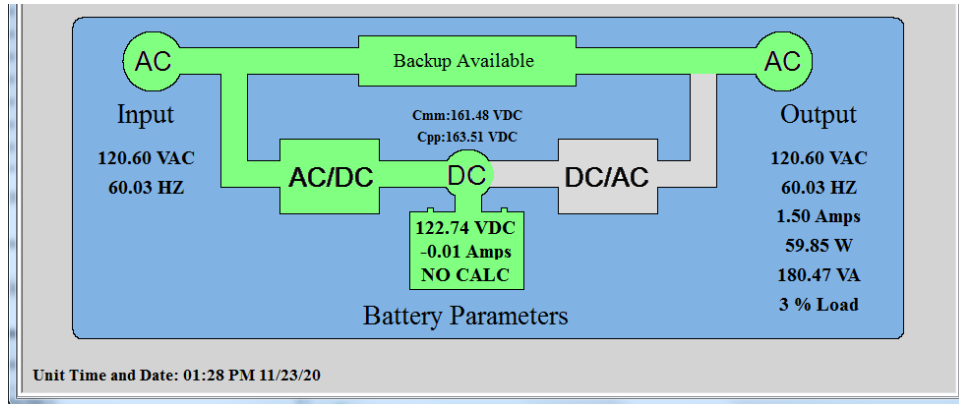 AC
Backup Available
AC
Input
Cmm:161.48 VDC
Cpp:163.51 VDC
Output
120.60 VAC
60.03 HZ
AC/DC
DC
DC/AC
120.60 VAC
60.03 HZ
1.50 Amps
59.85 W
180.47 VA
3 % Load
122.74 VDC
-0.01 Amps
NO CALC
Battery Parameters
Unit Time and Date: 01:28 PM 11/23/20